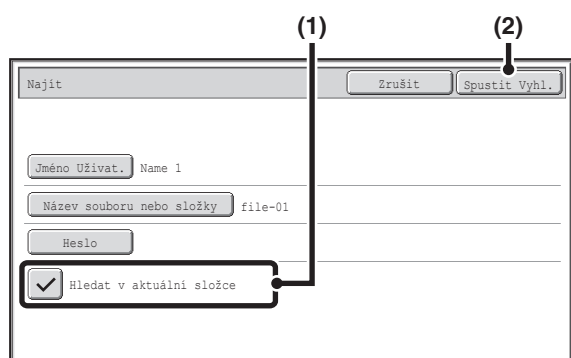 (1) (2)
Najít Zrušit Spustit Vyhl.
Jméno Uživat. Name 1
Název souboru nebo složky file-01
Heslo
Hledat v aktuální složce